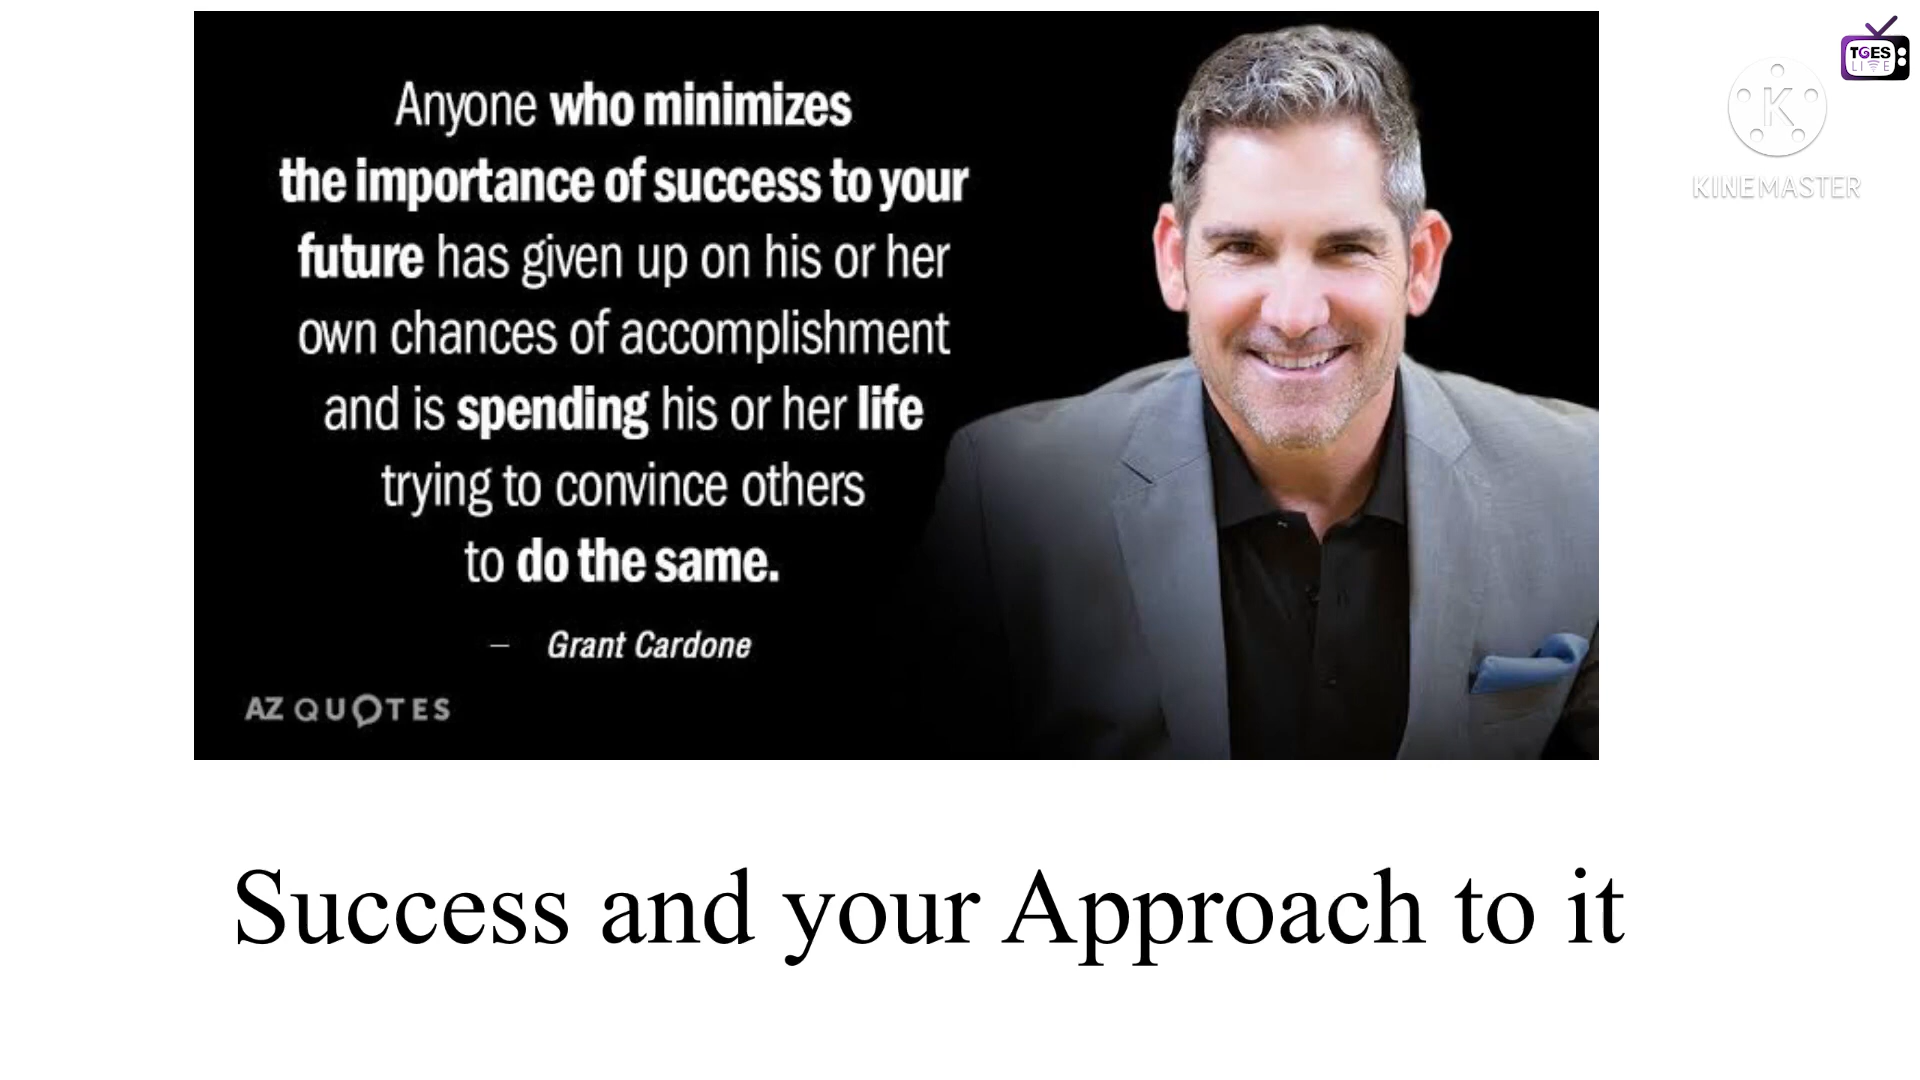 Anyone who minimizes
the importance of success to your
future has given up on his or her
own chances of accomplishment
and is spending his or her life
trying to convince others
to do the same.
– Grant Cardone
AZ QUOTES
TGES
LIVE
K
KINEMASTER
Success and your Approach to it